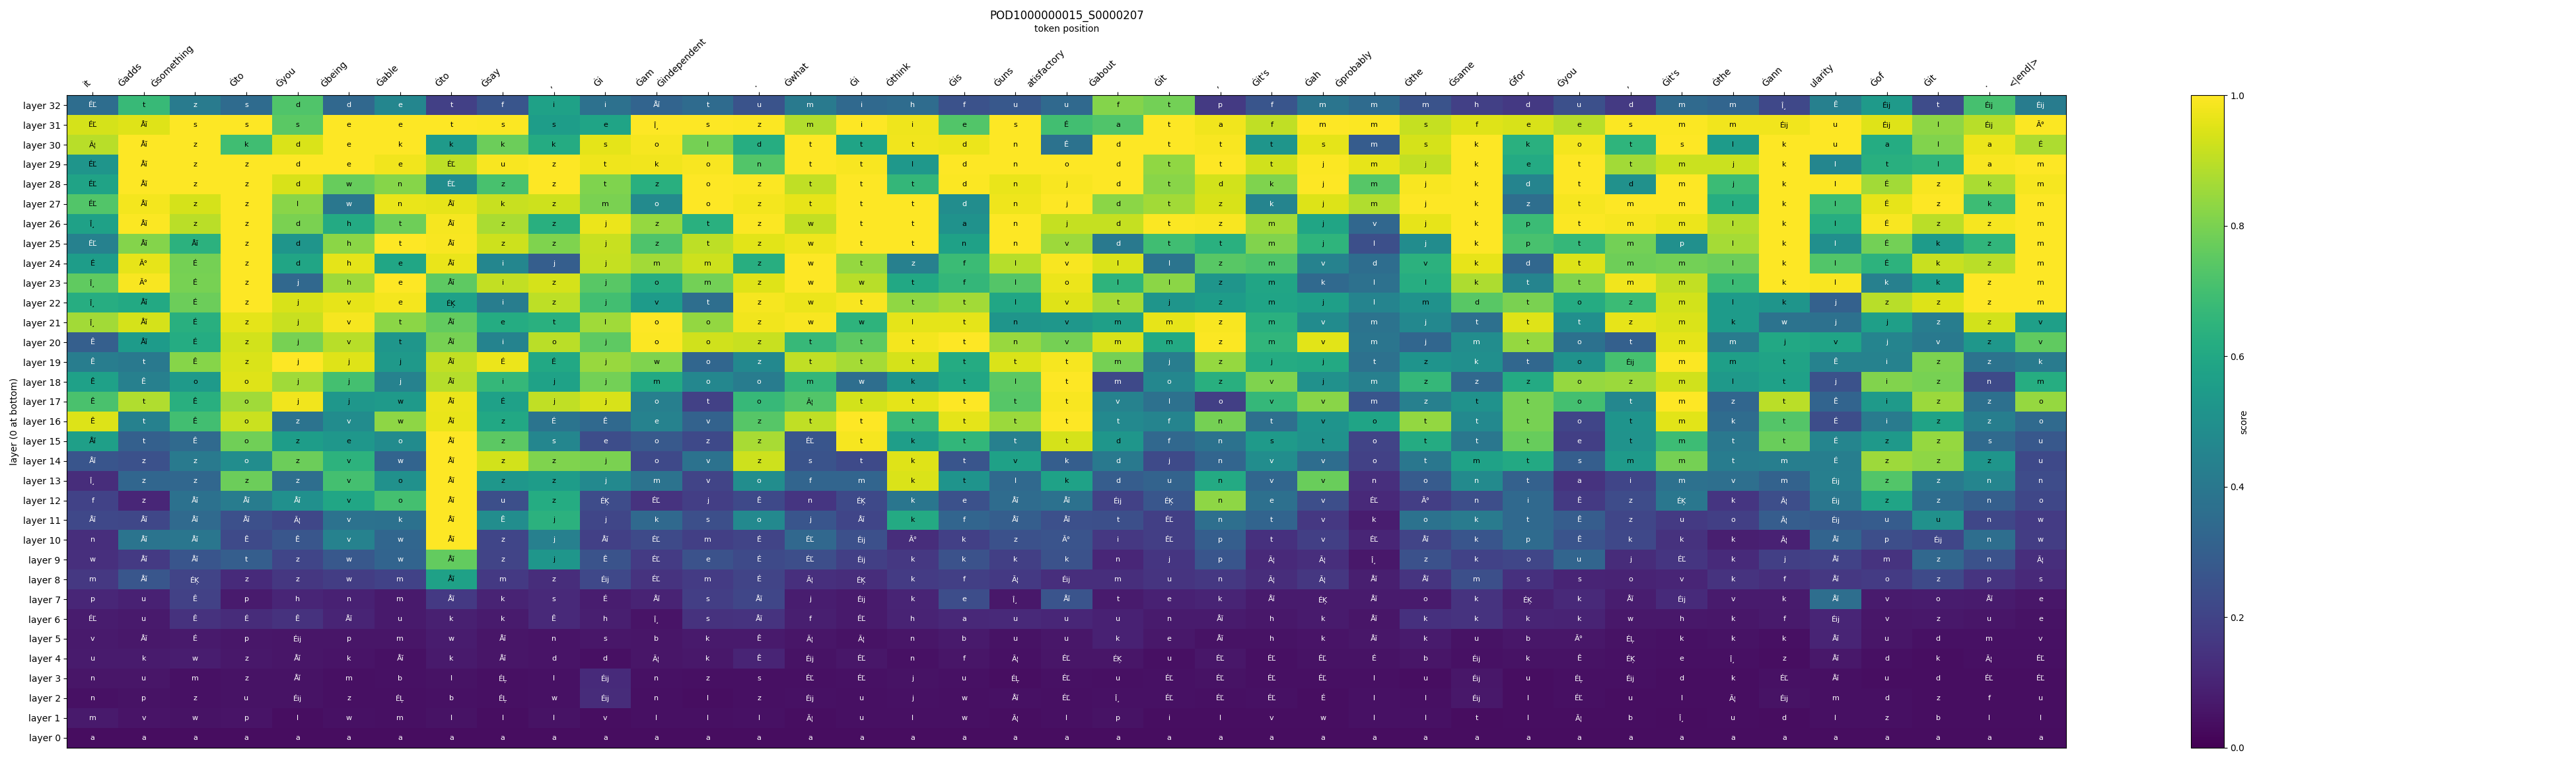 POD1000000015_S0000207
token position
it Ġadds Ġsomething Ġto Ġyou Ġbeing Ġable Ġto Ġsay , Ġi Ġam Ġindependent . Ġwhat Ġi Ġthink Ġis Ġuns atisfactory Ġabout Ġit , Ġit's Ġah Ġprobably Ġthe Ġsame Ġfor Ġyou , Ġit's Ġthe Ġann ularity Ġof Ġit . <|end|>
layer 32 t z s d d e t f i i t u m i h f u u f t p f m m m h d u d m m t
layer 31 s s s e e t s s e s z m i i e s a t a f m m s f e e s m m u l
layer 30 z k d e k k k k s o l d t t t d n d t t t s m s k k o t s l k u a l a
layer 29 z z d e e u z t k o n t t l d n o d t t t j m j k e t t m j k l t l a m
layer 28 z z d w n z z t z o z t t t d n j d t d k j m j k d t d m j k l z k m
layer 27 z z l w n k z m o o z t t t d n j d t z k j m j k z t m m l k l z k m
layer 26 z z d h t z z j z t z w t t a n j d t z m j v j k p t m m l k l z z m
layer 25 z d h t z z j z t z w t t n n v d t t m j l j k p t m p l k l k z m
layer 24 z d h e i j j m m z w t z f l v l l z m v d v k d t m m l k l k z m
layer 23 z j h e i z j o m z w w t f l o l l z m k l l k t t m m l k l k k z m
layer 22 z j v e i z j v t z w t t t l v t j z m j l m d t o z m l k j z z z m
layer 21 z j v t e t l o o z w w l t n v m m z m v m j t t t z m k w j j z z v
layer 20 z j v t i o j o o z t t t t n v m m z m v m j m t o t m m j v j v z v
layer 19 t z j j j j w o z t t t t t t m j z j j t z k t o m m t i z z k
layer 18 o o j j j i j j m o o m w k t l t m o z v j m z z z o z m l t j i z n m
layer 17 t o j j w j j o t o t t t t t v l o v v m z t t o t m z t i z z o
layer 16 t o z v w z e v z t t t t t t t f n t v o t t t o t m k t i z z o
layer 15 t o z e o z s e o z z t k t t t d f n s t o t t t e t m t t z z s u
layer 14 z z o z v w z z j o v z s t k t v k d j n v v o t m t s m m t m z z z u
layer 13 z z z z v o z z j m v o f m k t l k d u n v v n o n t a i m v m z z n n
layer 12 f z v o u z j n k e n e v n i z k z z n o
layer 11 v k j j k s o j k f t n t v k o k t z u o u u n w
layer 10 n v w z j m k z i p t v k p k k k p n w
layer 9 w t z w w z j e k k k k n j p z k o u j k j m z n
layer 8 m z z w m m z m k f m u n m s s o v k f o z p s
layer 7 p u p h n m k s s j k e t e k o k k v k v o e
layer 6 u u k k h s f h a u u u n h k k k k k w h k f v z u e
layer 5 v p p m w n s b k n b u u k e h k k u b k k k u d m v
layer 4 u k w z k k d d k n f u b k e z d k
layer 3 n u m z m b l l n z s j u u l u u d k u d
layer 2 n p z u z b w n l z u j w l l l u l m d z f u
layer 1 m v w p l w m l l l v l l l u l w l p i l v w l l t l b u d l z b l l
layer 0 a a a a a a a a a a a a a a a a a a a a a a a a a a a a a a a a a a a a a a a
layer (0 at bottom)
1.0
0.8
0.6
0.4
0.2
0.0
score